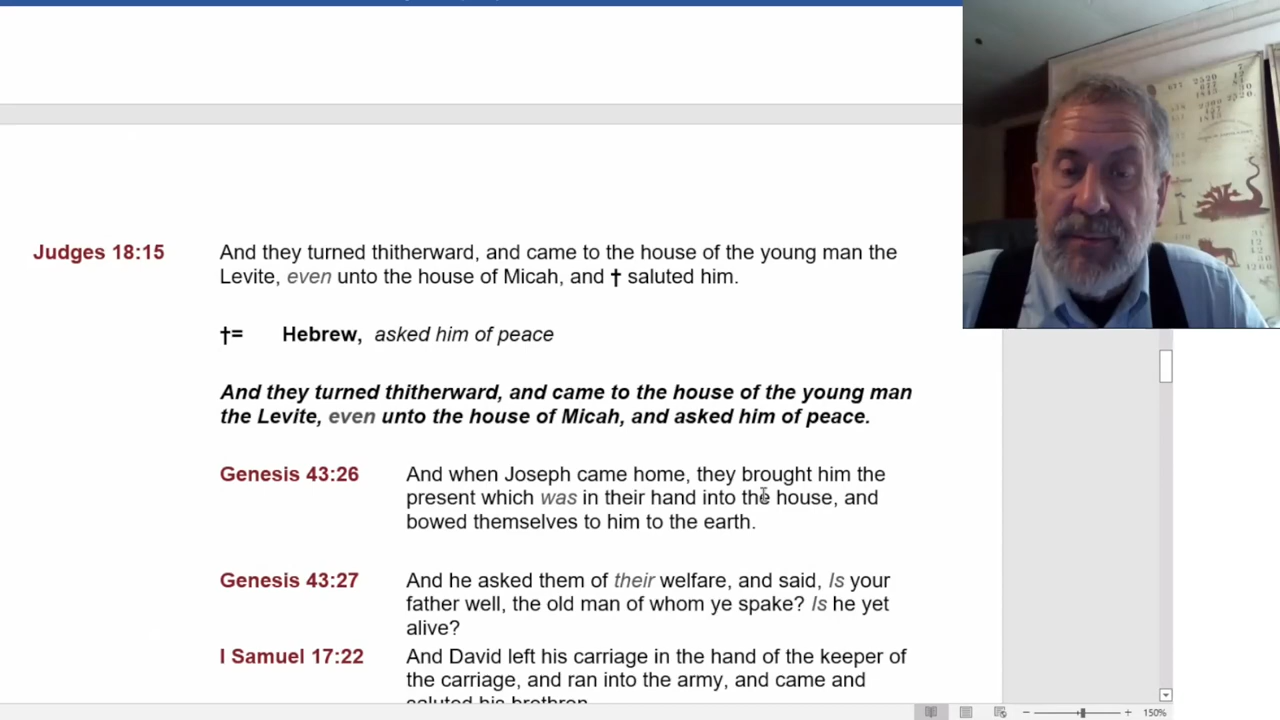 Judges 18:15 And they turned thitherward, and came to the house of the young man the
Levite, even unto the house of Micah, and † saluted him.
†= Hebrew, asked him of peace
And they turned thitherward, and came to the house of the young man
the Levite, even unto the house of Micah, and asked him of peace.
Genesis 43:26 And when Joseph came home, they brought him the
present which was in their hand into the house, and
bowed themselves to him to the earth.
Genesis 43:27 And he asked them of their welfare, and said, Is your
father well, the old man of whom ye spake? Is he yet
alive?
I Samuel 17:22 And David left his carriage in the hand of the keeper of
the carriage, and ran into the army, and came and
saluted his brethren
150%
2520
2520.